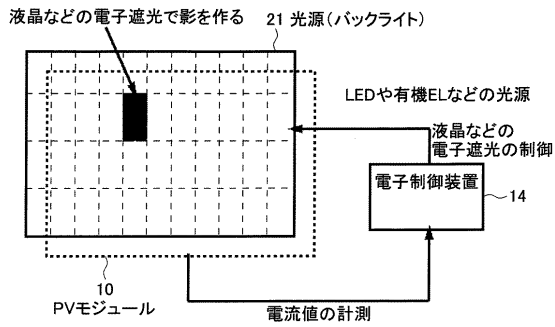 液晶などの電子遮光で影を作る
21 光源(バックライト)
LEDや有機ELなどの光源
液晶などの
電子遮光の制御
電子制御装置
14
10
PVモジュール
電流値の計測